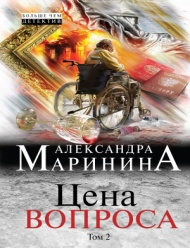 БОЛЬШЕ ЧЕМ
ДЕТЕКТИВ
АЛЕКСАНДРА
МАРИНИНА
Цена
ВОПРОСА
Том 2